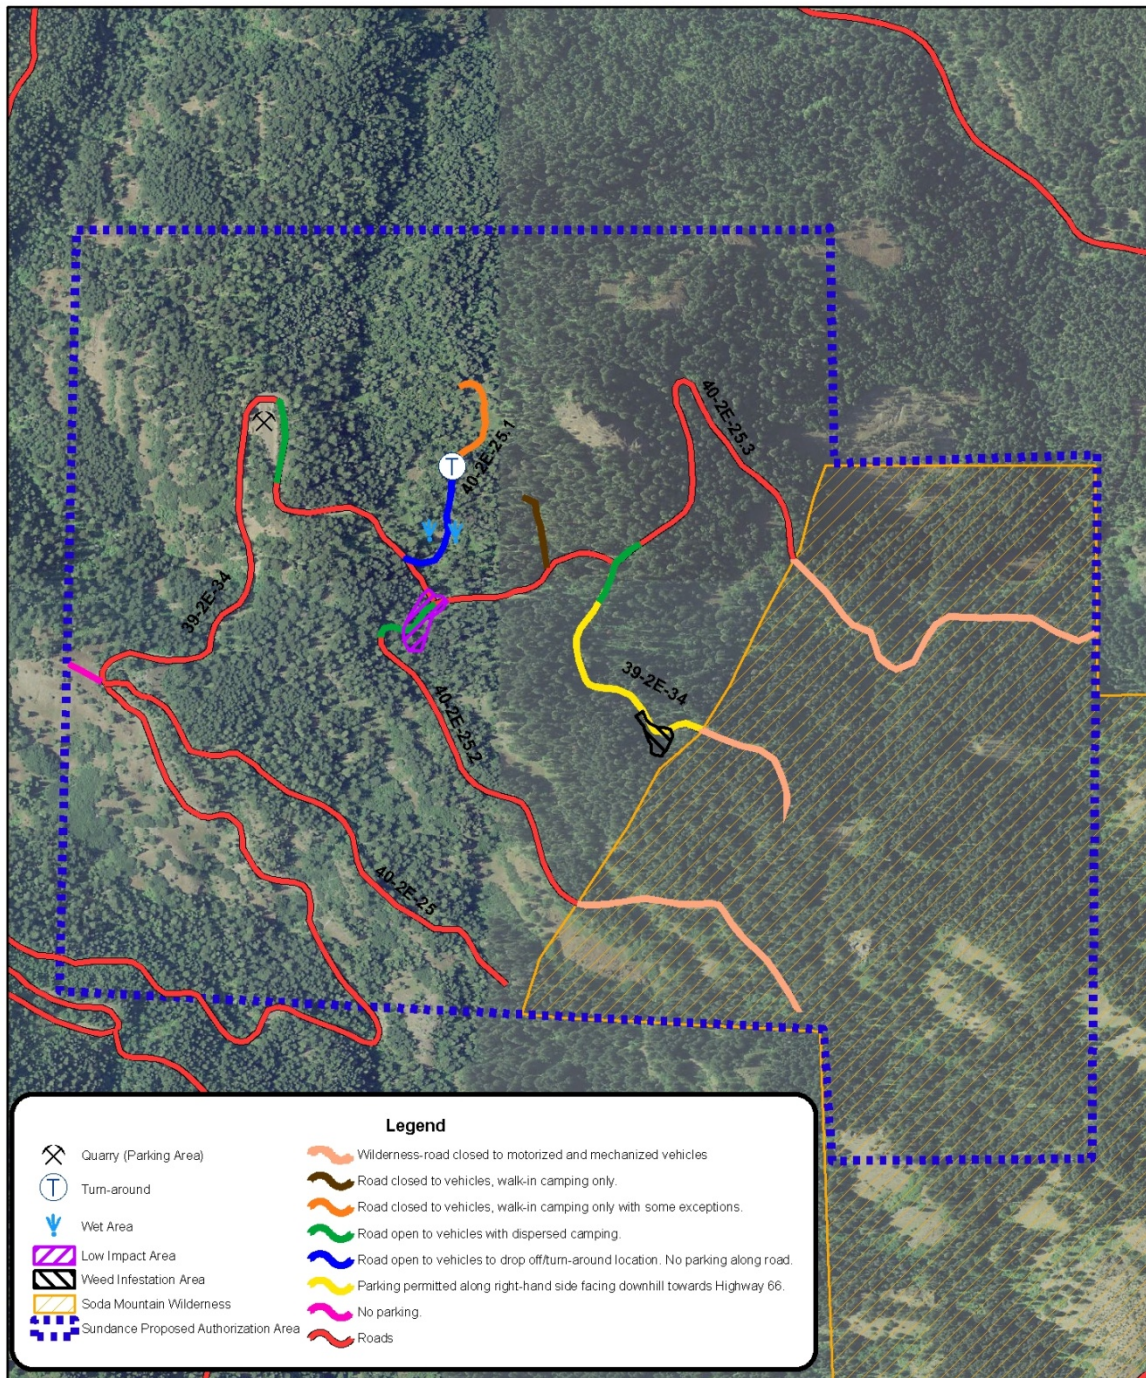 40-2E-25.3
40-2E-25.1
T
39-2E-34
39-2E-34
40-2E-25.2
40-2E-25
Legend
Quarry (Parking Area)
T
Turn-around
Wet Area
Low Impact Area
Weed Infestation Area
Soda Mountain Wilderness
Sundance Proposed Authorization Area
Wilderness-road closed to motorized and mechanized vehicles
Road closed to vehicles, walk-in camping only.
Road closed to vehicles, walk-in camping only with some exceptions.
Road open to vehicles with dispersed camping.
Road open to vehicles to drop off/turn-around location. No parking along road.
Parking permitted along right-hand side facing downhill towards Highway 66.
No parking.
Roads